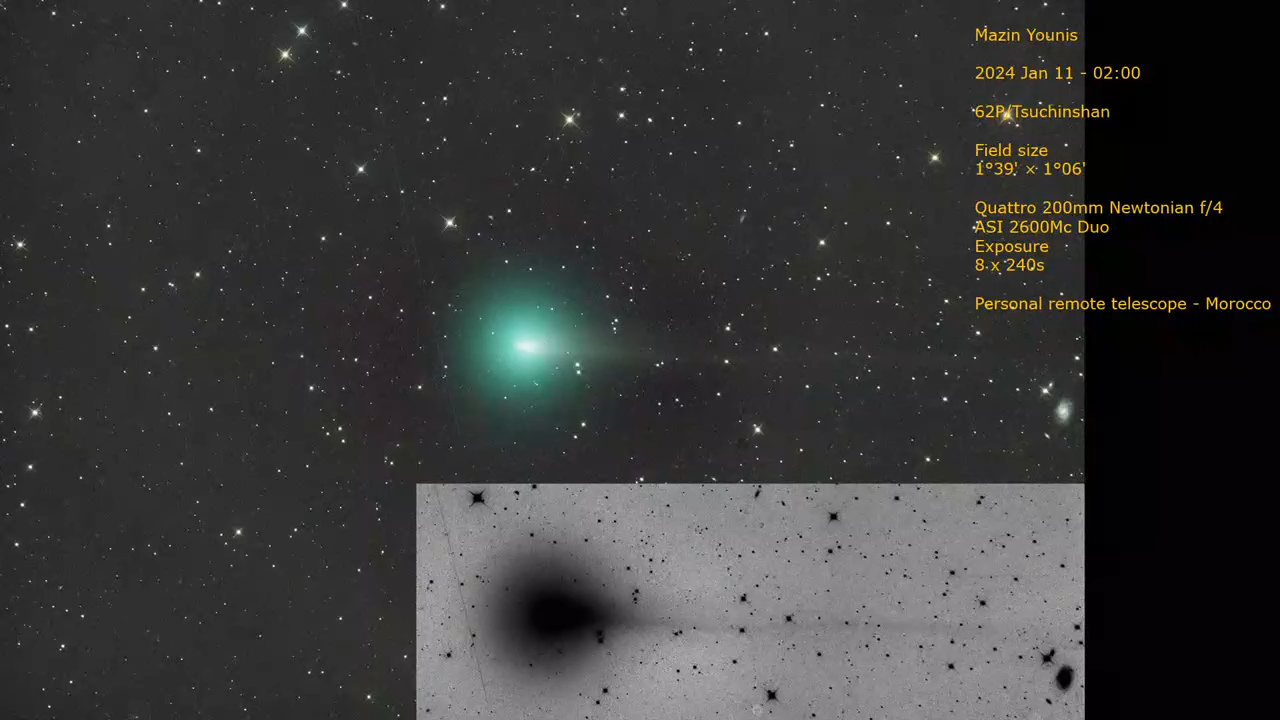 Mazin Younis
2024 Jan 11 - 02:00
62P/Tsuchinshan
Field size
1°39' × 1°06'
Quattro 200mm Newtonian f/4
ASI 2600Mc Duo
Exposure
8 x 240s
Personal remote telescope - Morocco